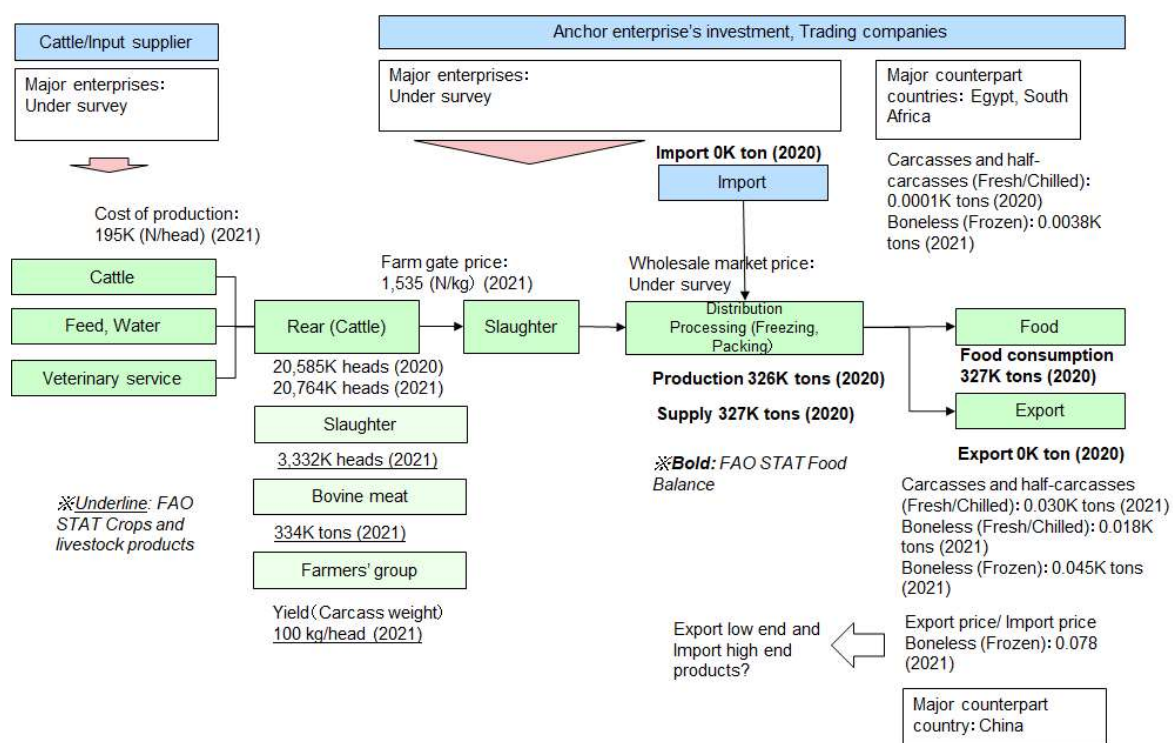 Cattle/Input supplier
Major enterprises:
Under survey
Anchor enterprise's investment, Trading companies
Major enterprises:
Under survey
Major counterpart
countries: Egypt, South
Africa
Import 0K ton (2020)
Import
Carcasses and half-
carcasses (Fresh/Chilled):
0.0001K tons (2020)
Boneless (Frozen): 0.0038K
tons (2021)
Cost of production:
195K (N/head) (2021)
Cattle
Feed, Water
Veterinary service
Rear (Cattle)
20,585K heads (2020)
20,764K heads (2021)
Slaughter
3,332K heads (2021)
Bovine meat
334K tons (2021)
Farmers' group
Yield(Carcass weight)
100 kg/head (2021)
※Underline: FAO
STAT Crops and
livestock products
Farm gate price:
1,535 (N/kg) (2021)
Slaughter
Wholesale market price:
Under survey
Distribution
Processing (Freezing,
Packing)
Production 326K tons (2020)
Supply 327K tons (2020)
※Bold: FAO STAT Food
Balance
Food
Food consumption
327K tons (2020)
Export
Export 0K ton (2020)
Carcasses and half-carcasses
(Fresh/Chilled): 0.030K tons (2021)
Boneless (Fresh/Chilled): 0.018K
tons (2021)
Boneless (Frozen): 0.045K tons
(2021)
Export price/ Import price
Boneless (Frozen): 0.078
(2021)
Export low end and
Import high end
products?
Major counterpart
country: China